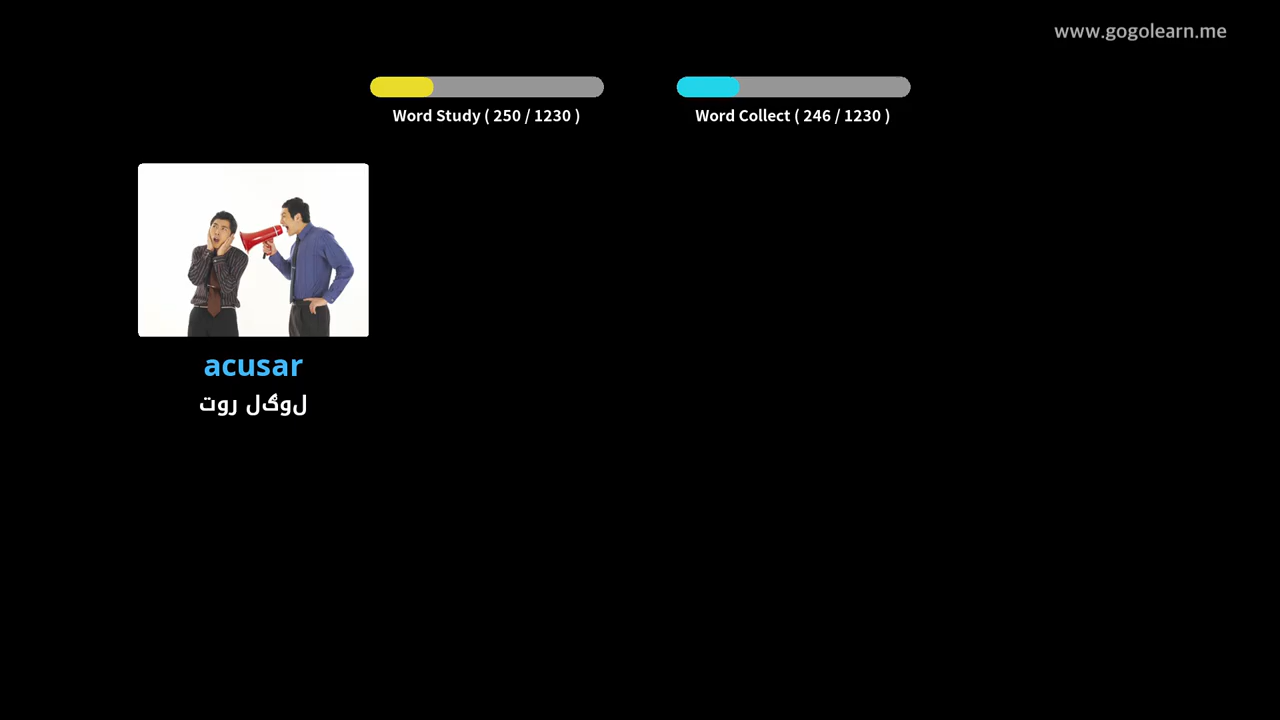 www.gogolearn.me
Word Study ( 250 / 1230 )
Word Collect ( 246 / 1230 )
acusar
لوګل روت